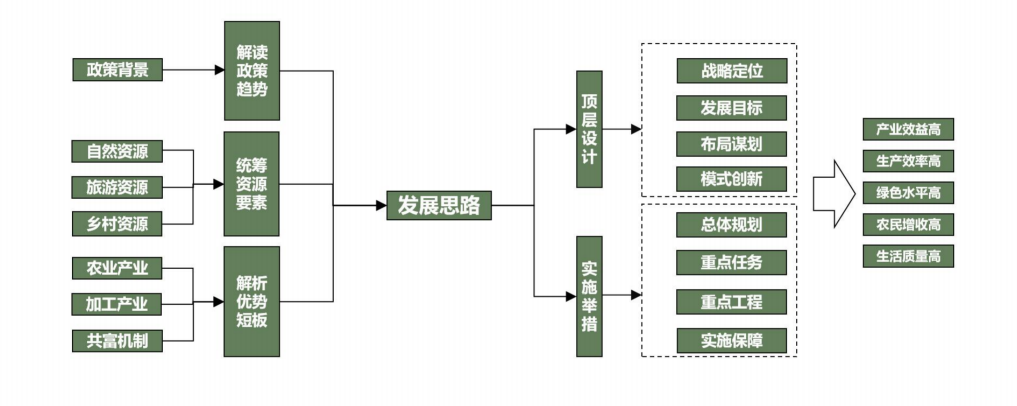 政策背景
解读
政策
趋势
自然资源
旅游资源
乡村资源
统筹
资源
要素
农业产业
加工产业
共富机制
解析
优势
短板
发展思路
顶层设计
战略定位
发展目标
布局谋划
模式创新
实施举措
总体规划
重点任务
重点工程
实施保障
产业效益高
生产效率高
绿色水平高
农民增收高
生活质量高